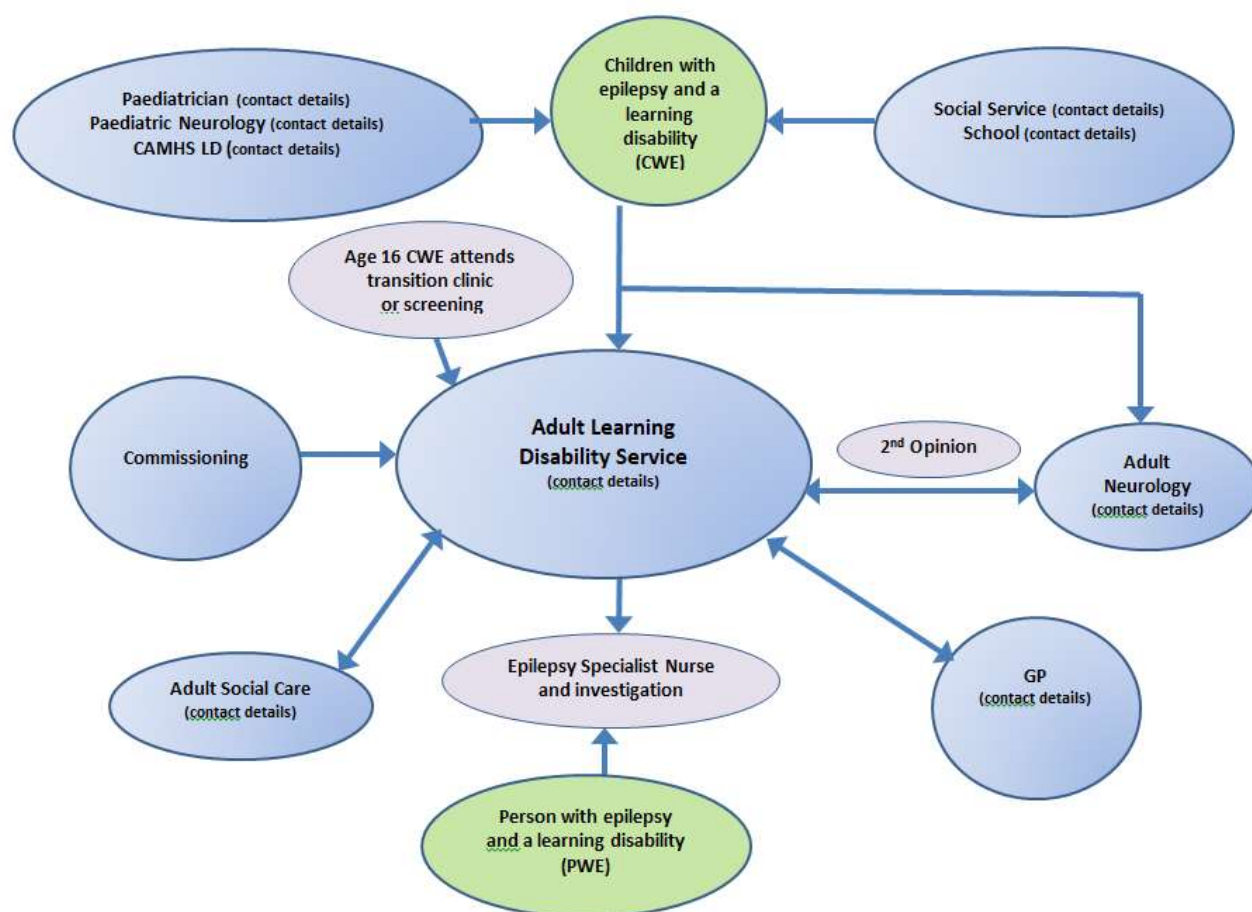 Children with
epilepsy and a
learning
disability
(CWE)
Paediatrician (contact details)
Paediatric Neurology (contact details)
CAMHS LD (contact details)
Social Service (contact details)
School (contact details)
Age 16 CWE attends
transition clinic
or screening
Adult Learning
Disability Service
(contact details)
Commissioning
2nd Opinion
Adult
Neurology
(contact details)
Epilepsy Specialist Nurse
and investigation
Adult Social Care
(contact details)
GP
(contact details)
Person with epilepsy
and a learning disability
(PWE)